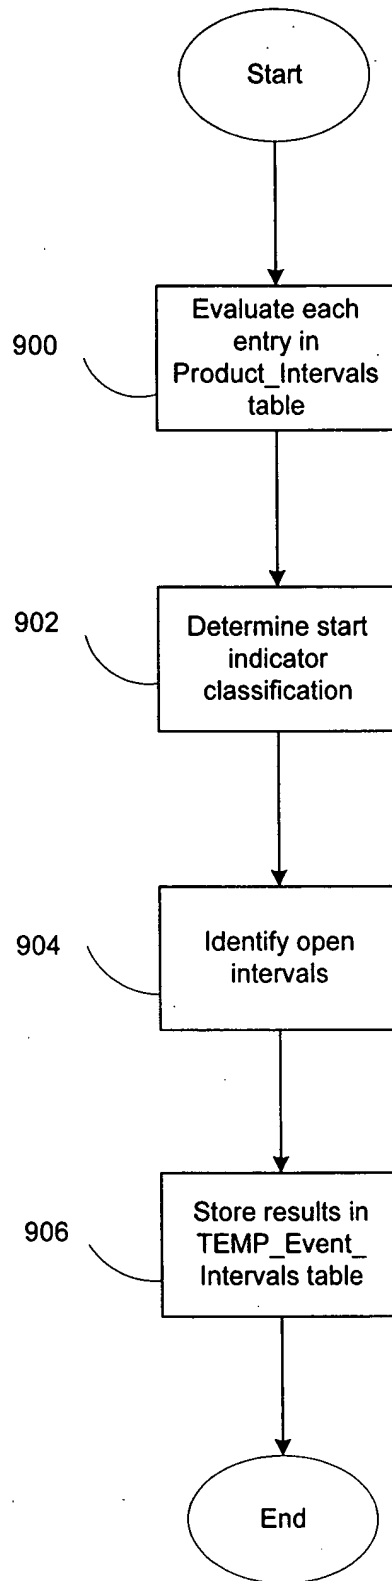 Start
900
Evaluate each
entry in
Product_Intervals
table
902
Determine start
indicator
classification
904
Identify open
intervals
906
Store results in
TEMP_Event_
Intervals table
End